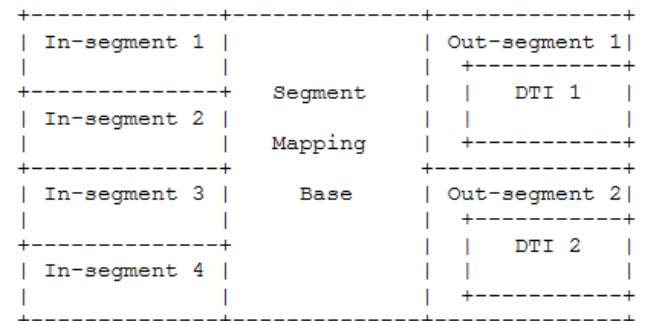 In-segment 1 Out-segment 1
Segment DTI 1
In-segment 2
Mapping
In-segment 3 Base Out-segment 2
DTI 2
In-segment 4